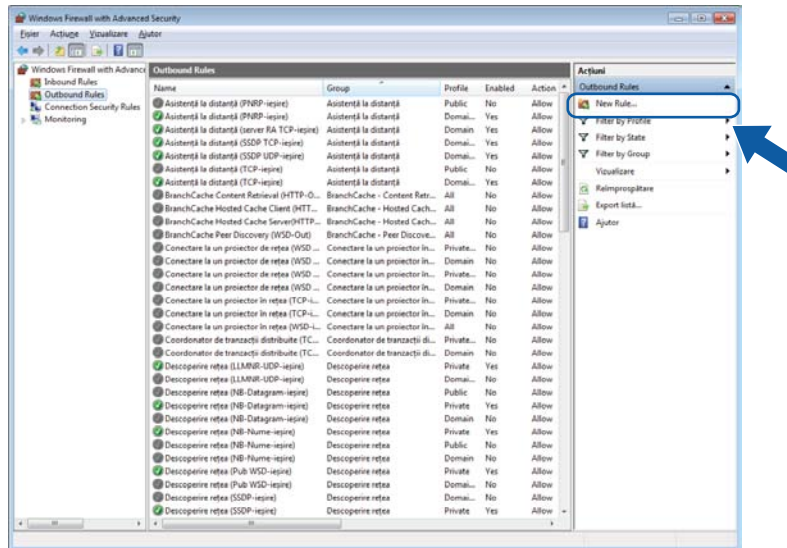 Windows Firewall with Advanced Security
Fișier Acțiune Vizualizare Ajutor
Windows Firewall with Advance
Inbound Rules
Outbound Rules
Connection Security Rules
Monitoring
Outbound Rules
Name Group Profile Enabled Action
Asistență la distanță (PNRP-ieșire) Asistență la distanță Public No Allow
Asistență la distanță (PNRP-ieșire) Asistență la distanță Domai... Yes Allow
Asistență la distanță (server RA TCP-ieșire) Asistență la distanță Domain Yes Allow
Asistență la distanță (SSDP TCP-ieșire) Asistență la distanță Domai... Yes Allow
Asistență la distanță (SSDP UDP-ieșire) Asistență la distanță Domai... Yes Allow
Asistență la distanță (TCP-ieșire) Asistență la distanță Public No Allow
Asistență la distanță (TCP-ieșire) Asistență la distanță Domai... Yes Allow
BranchCache Content Retrieval (HTTP-O... BranchCache - Content Retr... All No Allow
BranchCache Hosted Cache Client (HTT... BranchCache - Hosted Cach... All No Allow
BranchCache Hosted Cache Server(HTTP... BranchCache - Hosted Cach... All No Allow
BranchCache Peer Discovery (WSD-Out) BranchCache - Peer Discove... All No Allow
Conectare la un proiector de rețea (WSD ... Conectare la un proiector în... Private... No Allow
Conectare la un proiector de rețea (WSD ... Conectare la un proiector în... Domain No Allow
Conectare la un proiector de rețea (WSD ... Conectare la un proiector în... Private... No Allow
Conectare la un proiector de rețea (WSD ... Conectare la un proiector în... Domain No Allow
Conectare la un proiector în rețea (TCP-i... Conectare la un proiector în... Private... No Allow
Conectare la un proiector în rețea (TCP-i... Conectare la un proiector în... Domain No Allow
Conectare la un proiector în rețea (WSD-i... Conectare la un proiector în... All No Allow
Coordonator de tranzacții distribuite (TC... Coordonator de tranzacții di... Private... No Allow
Coordonator de tranzacții distribuite (TC... Coordonator de tranzacții di... Domain No Allow
Descoperire rețea (LLMNR-UDP-ieșire) Descoperire rețea Private Yes Allow
Descoperire rețea (LLMNR-UDP-ieșire) Descoperire rețea Domai... No Allow
Descoperire rețea (NB-Datagram-ieșire) Descoperire rețea Public No Allow
Descoperire rețea (NB-Datagram-ieșire) Descoperire rețea Private Yes Allow
Descoperire rețea (NB-Datagram-ieșire) Descoperire rețea Domain No Allow
Descoperire rețea (NB-Nume-ieșire) Descoperire rețea Private Yes Allow
Descoperire rețea (NB-Nume-ieșire) Descoperire rețea Public No Allow
Descoperire rețea (NB-Nume-ieșire) Descoperire rețea Domain No Allow
Descoperire rețea (Pub WSD-ieșire) Descoperire rețea Private Yes Allow
Descoperire rețea (Pub WSD-ieșire) Descoperire rețea Domai... No Allow
Descoperire rețea (SSDP-ieșire) Descoperire rețea Domai... No Allow
Descoperire rețea (SSDP-ieșire) Descoperire rețea Private Yes Allow
Acțiuni
Outbound Rules
New Rule...
Filter by Profile
Filter by State
Filter by Group
Vizualizare
Reîmprospătare
Export listă...
Ajutor